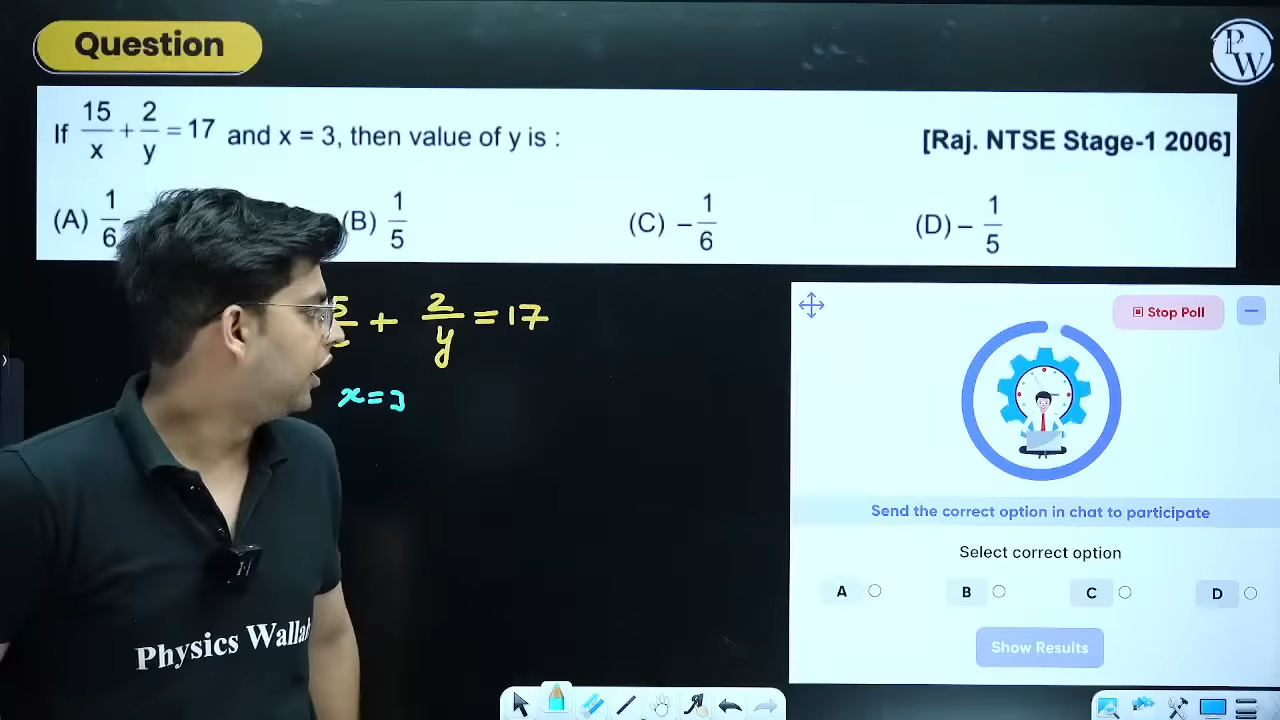 Question
PW
If 15/x + 2/y = 17 and x = 3, then value of y is : [Raj. NTSE Stage-1 2006]
(A) 1/6 (B) 1/5 (C) – 1/6 (D) – 1/5
+ 2/y = 17
x = 3
Stop Poll
Send the correct option in chat to participate
Select correct option
A B C D
Show Results
Physics